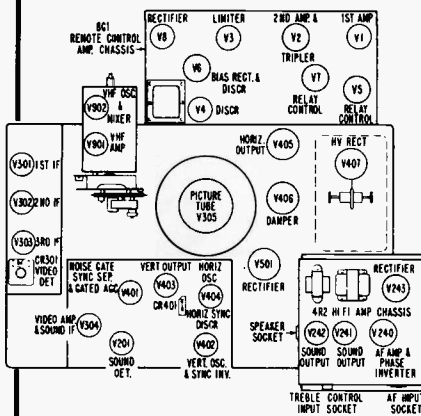 6G1
REMOTE CONTROL
AMP. CHASSIS
RECTIFIER
V8
LIMITER
V3
2ND AMP. &
TRIPLER
V2
1ST AMP.
V1
V6
BIAS RECT. &
DISCR
V7
RELAY
CONTROL
V5
RELAY
CONTROL
V4
DISCR
V902
VHF OSC
&
MIXER
V901
VHF
AMP
HORIZ.
OUTPUT
V405
HV RECT
V407
V301
1ST IF
V302
2ND IF
V303
3RD IF
CR301
VIDEO
DET
PICTURE
TUBE
V305
V406
DAMPER
V501
RECTIFIER
NOISE GATE
SYNC SEP.
& GATED AGC
V401
VERT OUTPUT
V403
CR401
HORIZ
OSC
V404
HORIZ SYNC
DISCR
VIDEO AMP
& SOUND IF
V304
V201
SOUND
DET.
V402
VERT. OSC.
& SYNC INV.
RECTIFIER
V243
4R2 HI FI AMP CHASSIS
SPEAKER
SOCKET
V242
SOUND
OUTPUT
V241
SOUND
OUTPUT
V240
AF AMP &
PHASE
INVERTER
TREBLE CONTROL
SOCKET
AF INPUT
SOCKET